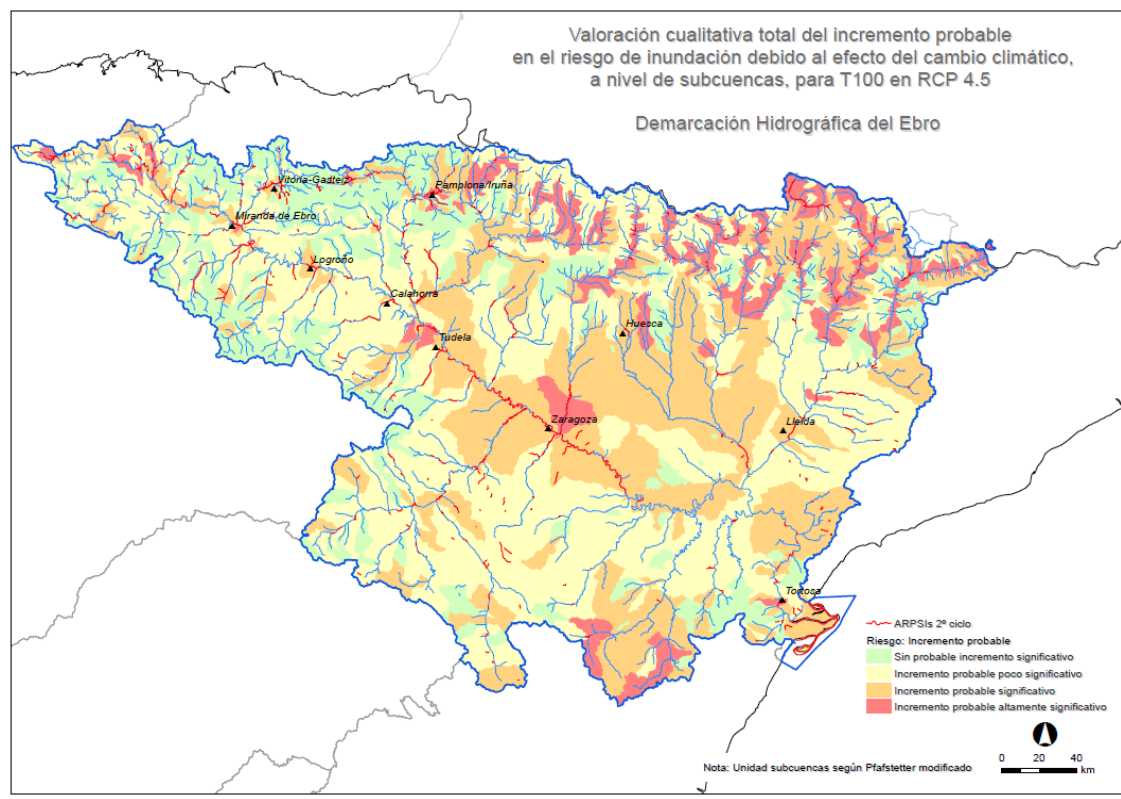 Valoración cualitativa total del incremento probable
en el riesgo de inundación debido al efecto del cambio climático,
a nivel de subcuencas, para T100 en RCP 4.5
Demarcación Hidrográfica del Ebro
Vitoria-Gasteiz
Pamplona/Iruña
Miranda de Ebro
Logroño
Calahorra
Huesca
Tudela
Zaragoza
Lleida
Tortosa
ARPSIs 2º ciclo
Riesgo: Incremento probable
Sin probable incremento significativo
Incremento probable poco significativo
Incremento probable significativo
Incremento probable altamente significativo
0 20 40
km
Nota: Unidad subcuencas según Pfafstetter modificado